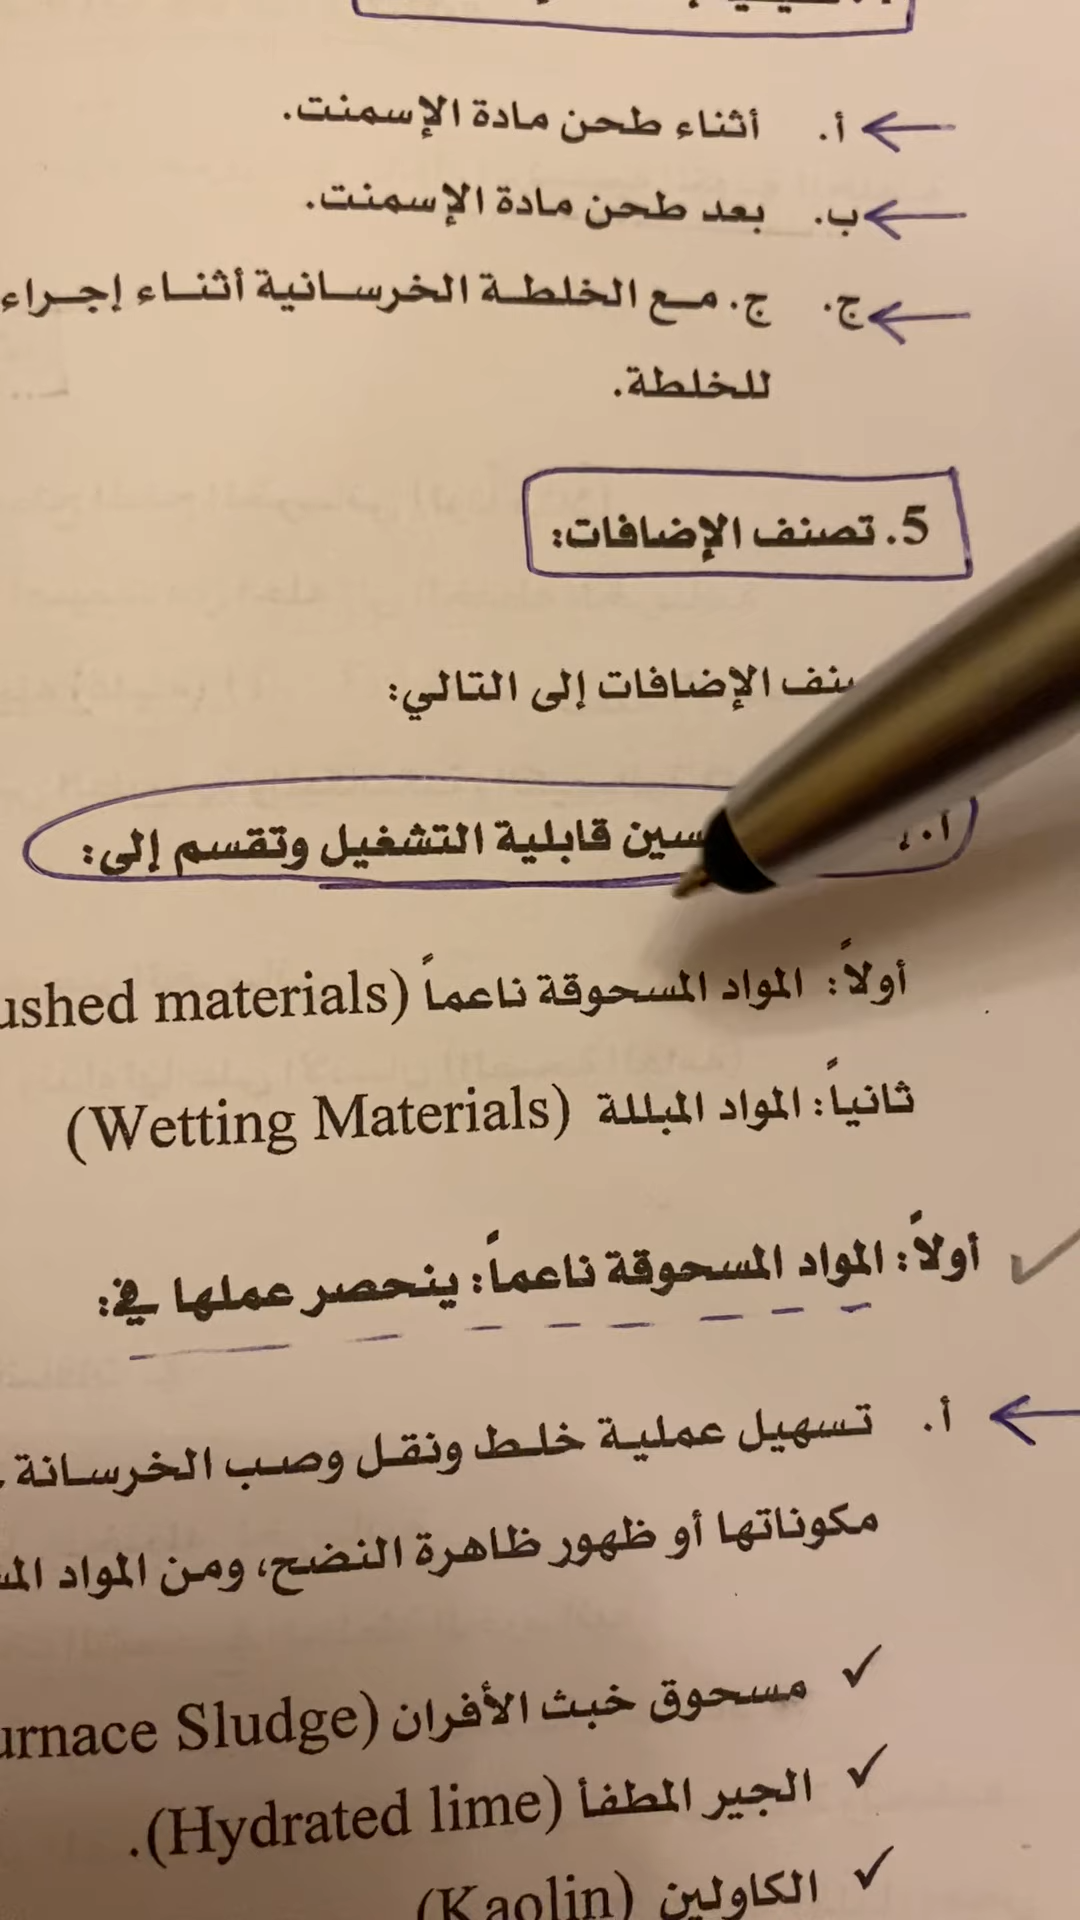 أ. أثناء طحن مادة الإسمنت.
ب. بعد طحن مادة الإسمنت.
ج. ج. مع الخلطة الخرسانية أثناء إجراء
للخلطة.
5. تصنف الإضافات:
الإضافات إلى التالي:
أ. قابلية التشغيل وتقسم إلى:
أولاً: المواد المسحوقة ناعماً (ushed materials
ثانياً: المواد المبللة (Wetting Materials)
أولاً: المواد المسحوقة ناعماً: ينحصر عملها في:
أ. تسهيل عملية خلط ونقل وصب الخرسانة
مكوناتها أو ظهور ظاهرة النضح، ومن المواد
✓ مسحوق خبث الأفران (urnace Sludge
✓ الجير المطفأ (Hydrated lime).
✓ الكاولين (Kaolin)